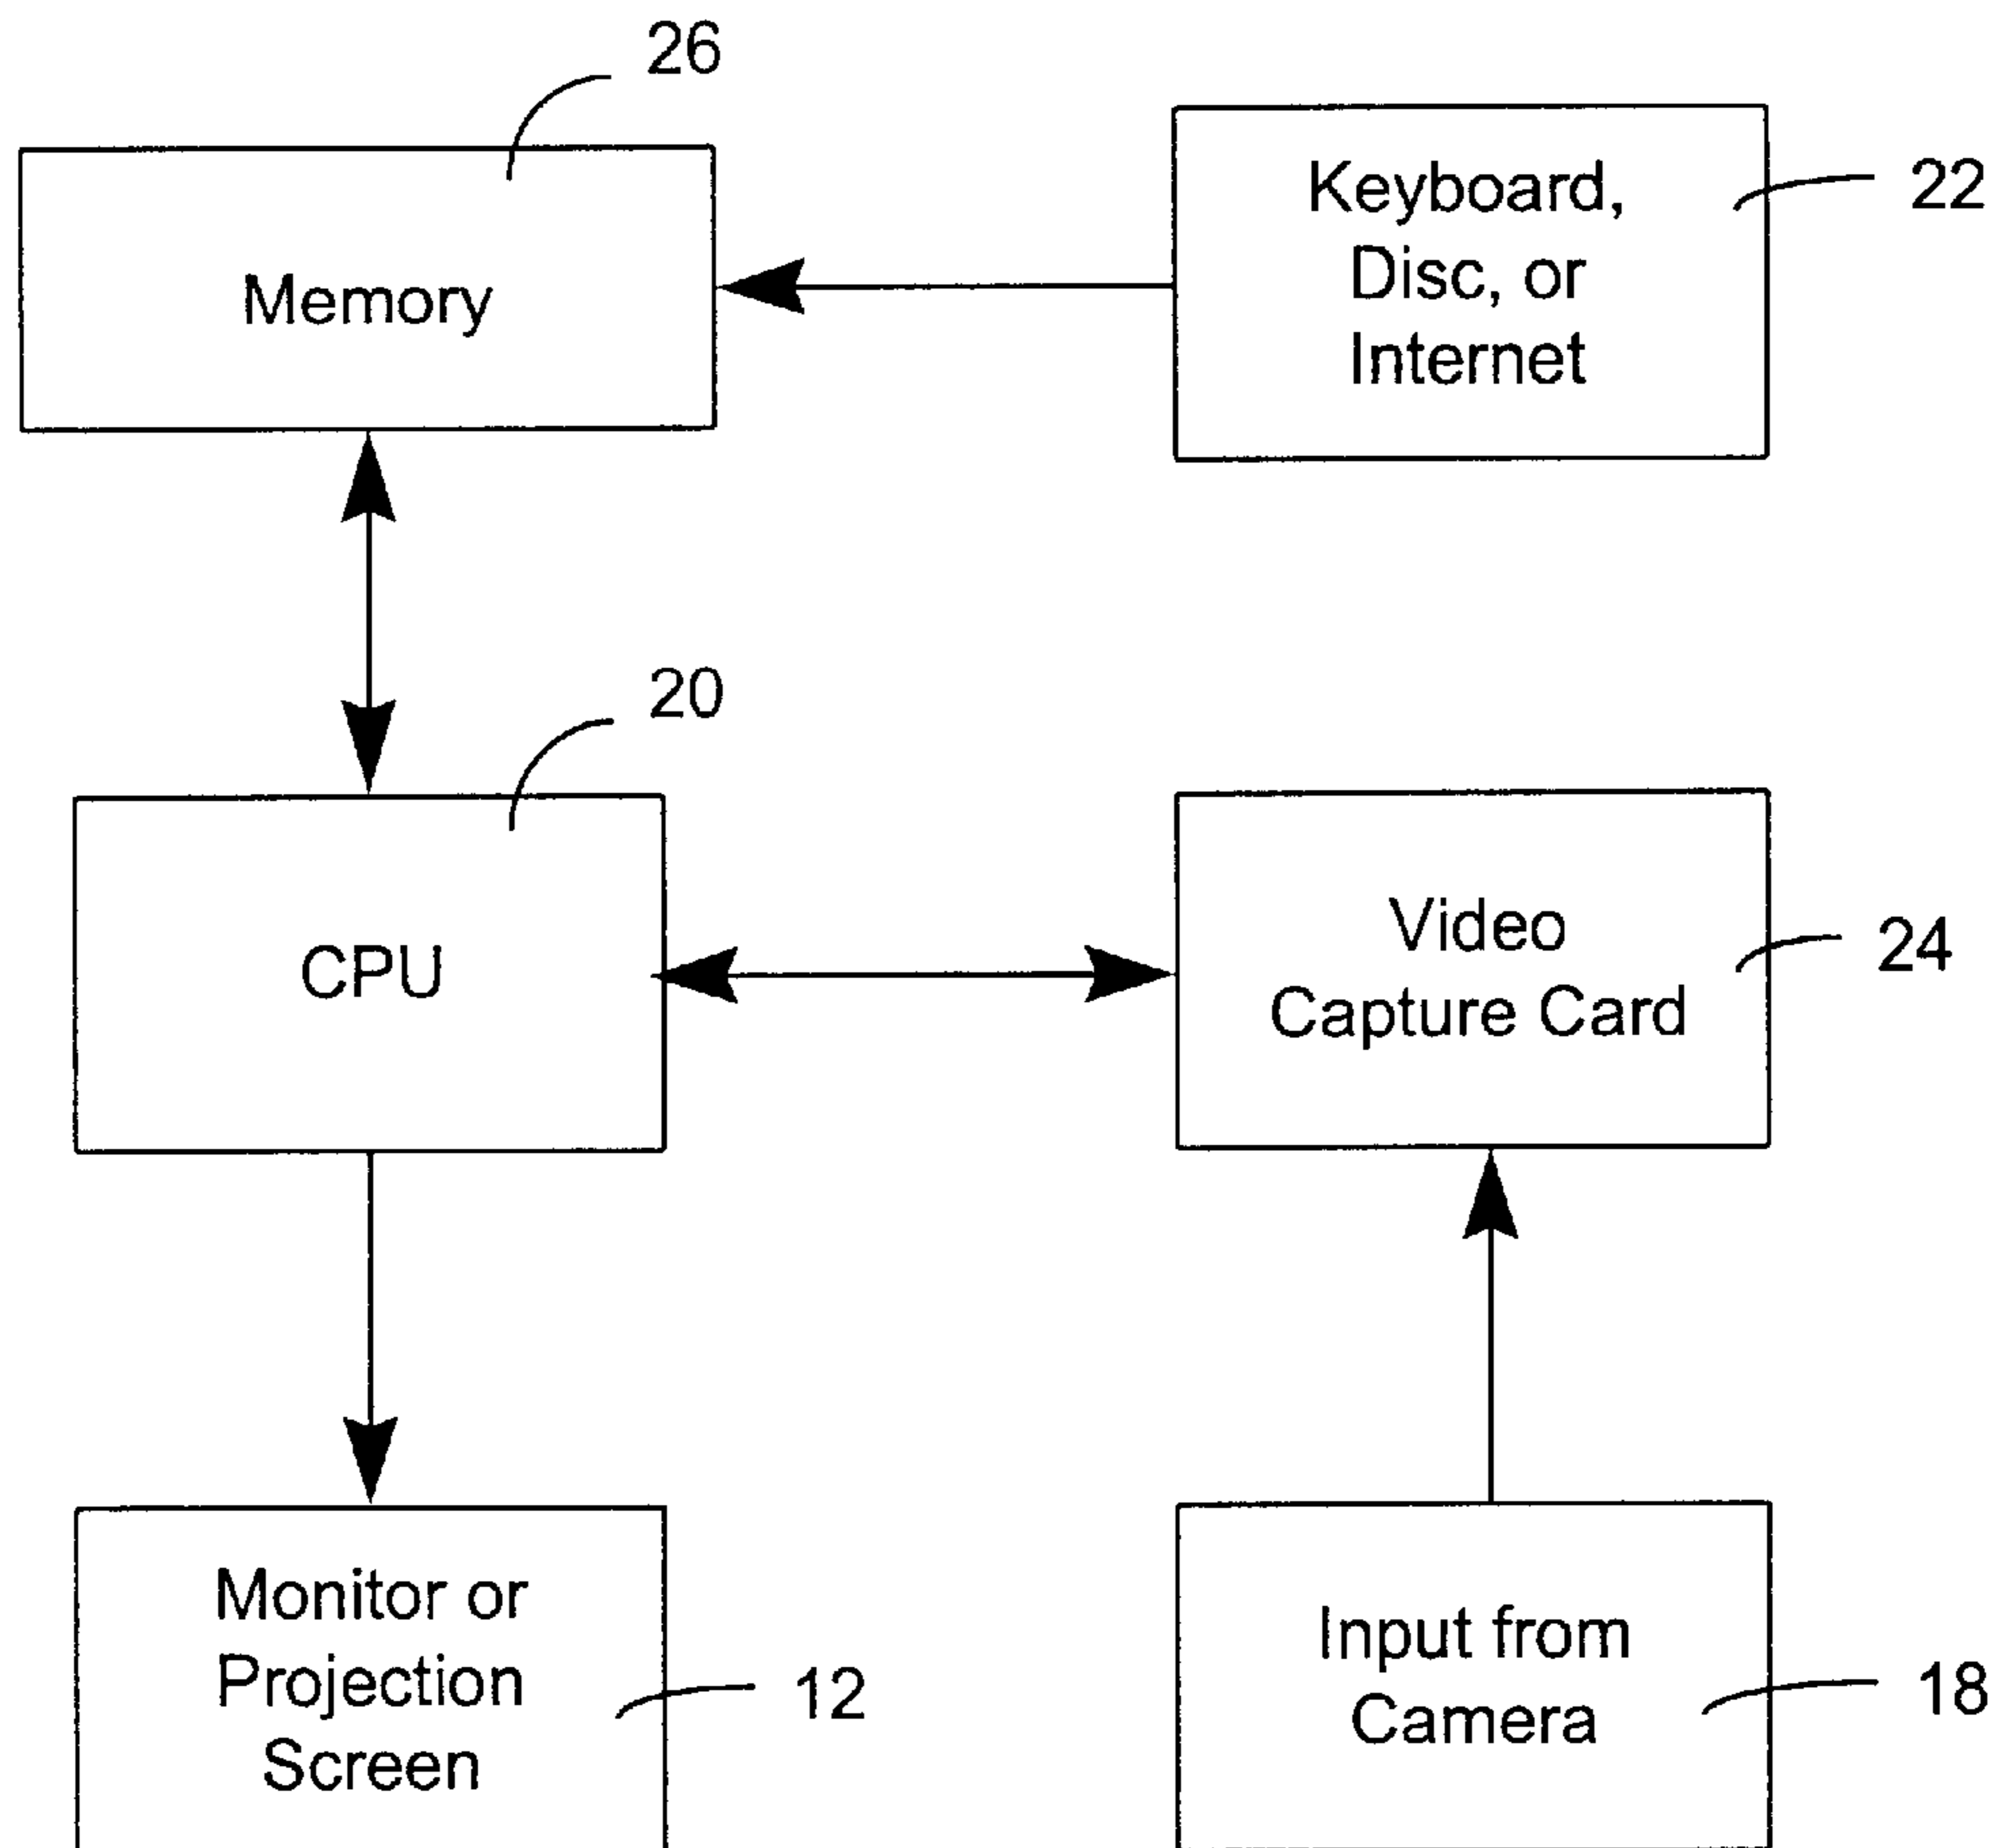 26
Memory
Keyboard,
Disc, or
Internet
22
20
CPU
Video
Capture Card
24
Monitor or
Projection
Screen
12
Input from
Camera
18